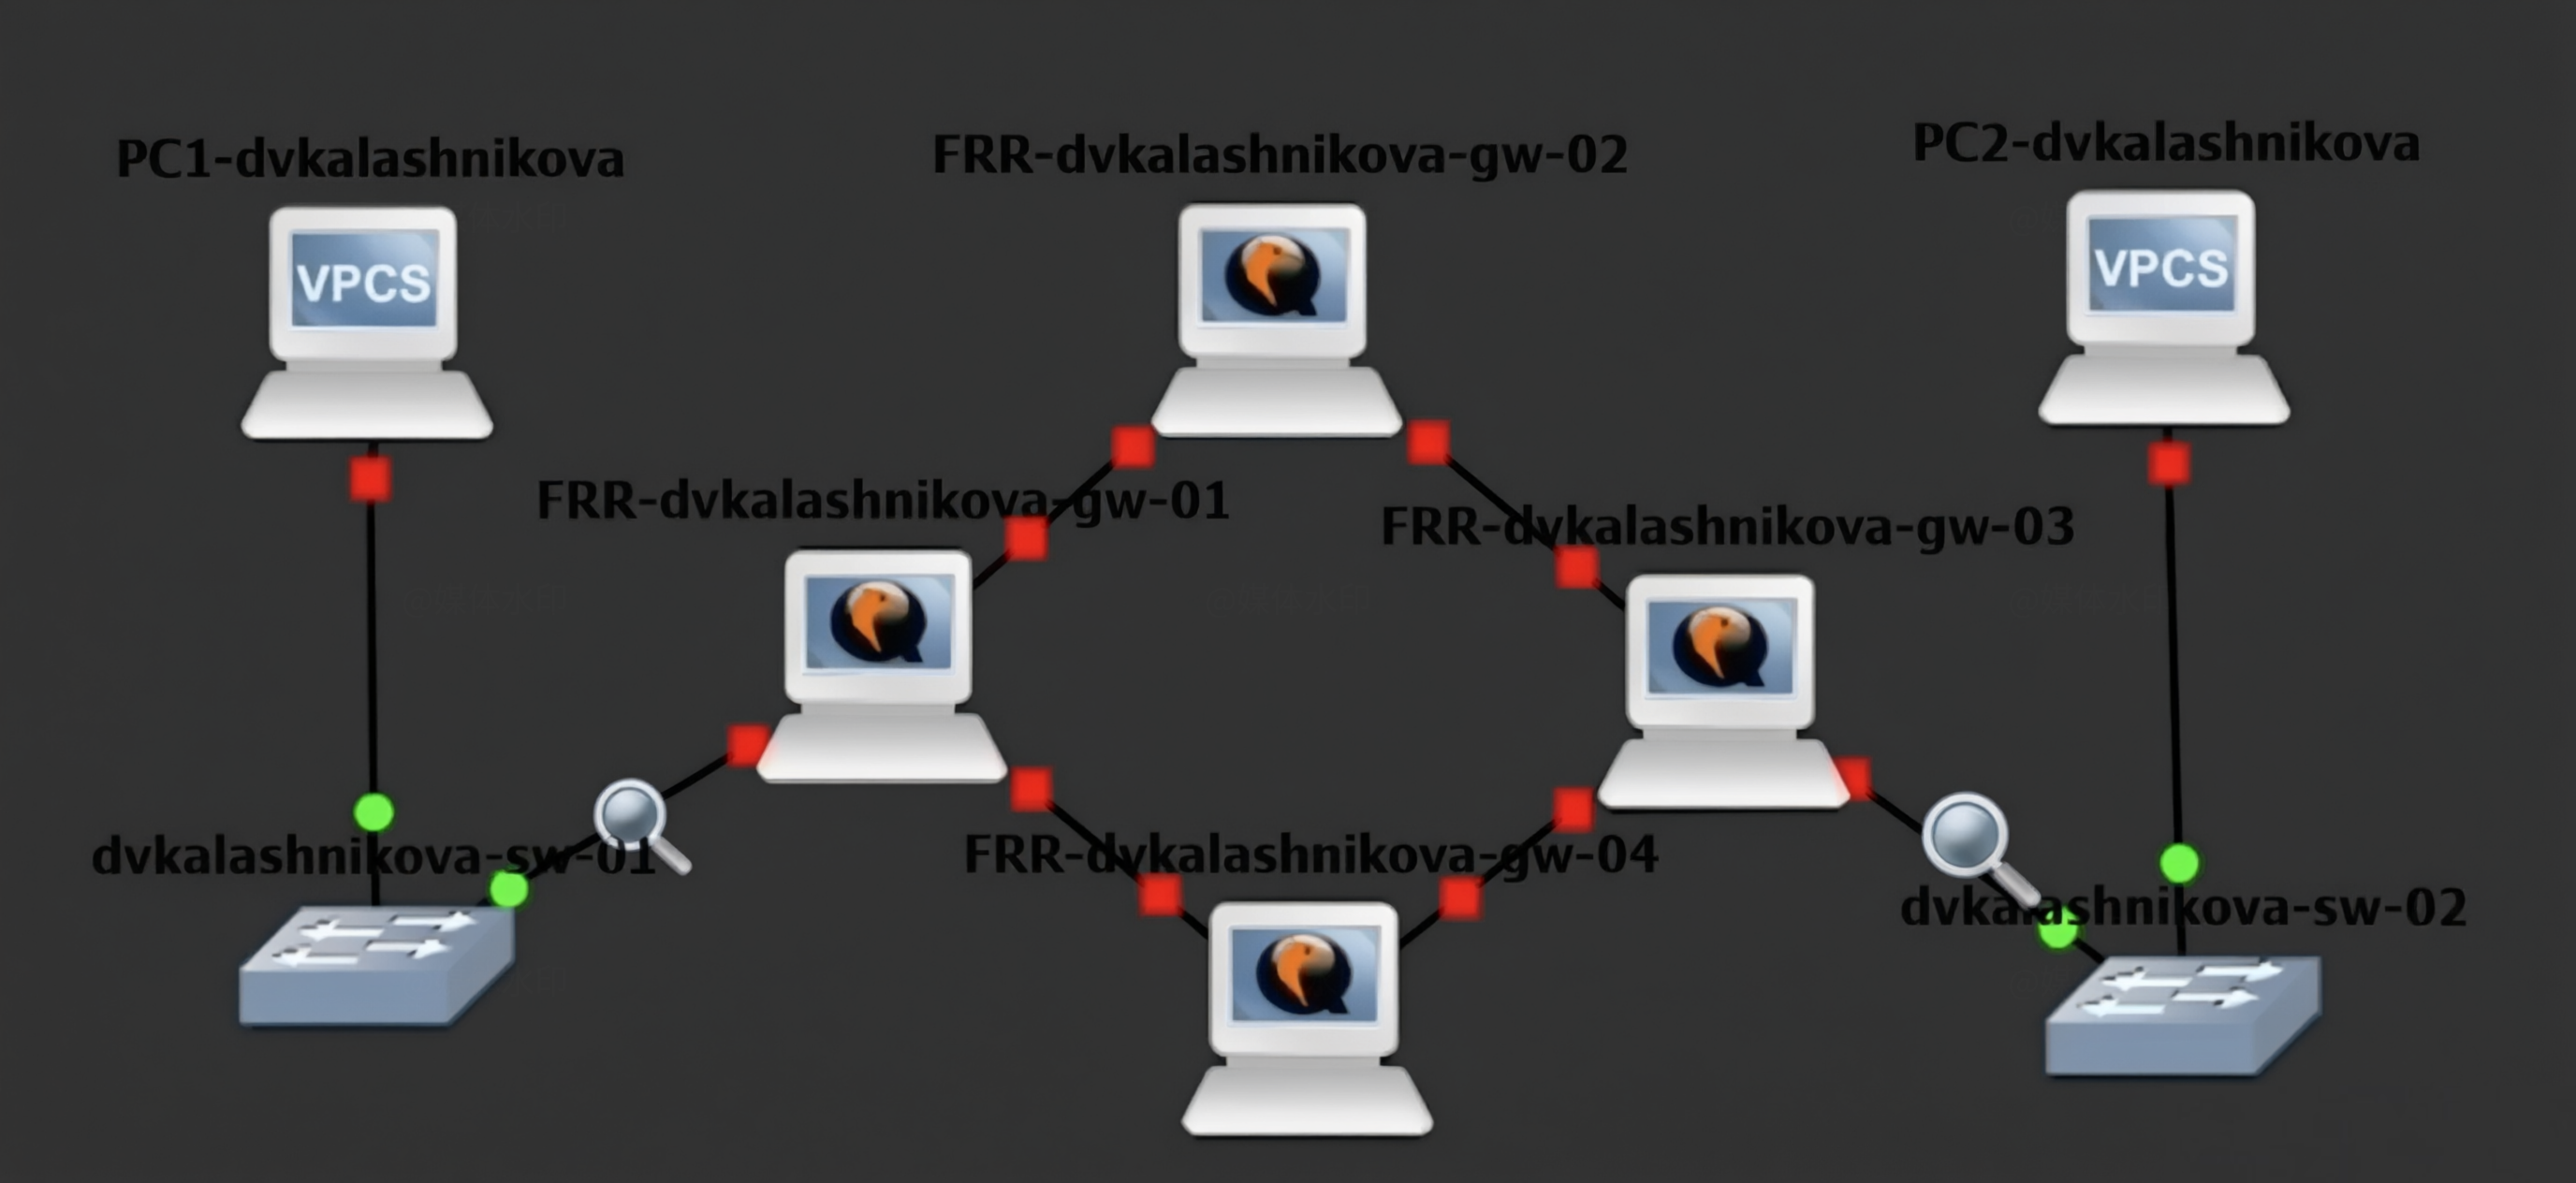 PC1-dvkalashnikova
FRR-dvkalashnikova-gw-02
PC2-dvkalashnikova
VPCS
VPCS
FRR-dvkalashnikova-gw-01
FRR-dvkalashnikova-gw-03
dvkalashnikova-sw-01
FRR-dvkalashnikova-gw-04
dvkalashnikova-sw-02